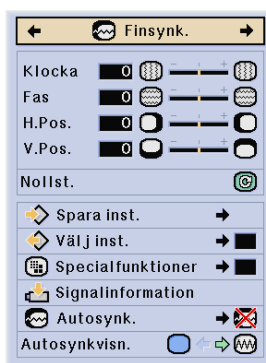 Finsynk.
Klocka 0
Fas 0
H.Pos. 0
V.Pos. 0
Nollst.
Spara inst.
Välj inst.
Specialfunktioner
Signalinformation
Autosynk.
Autosynkvisn.